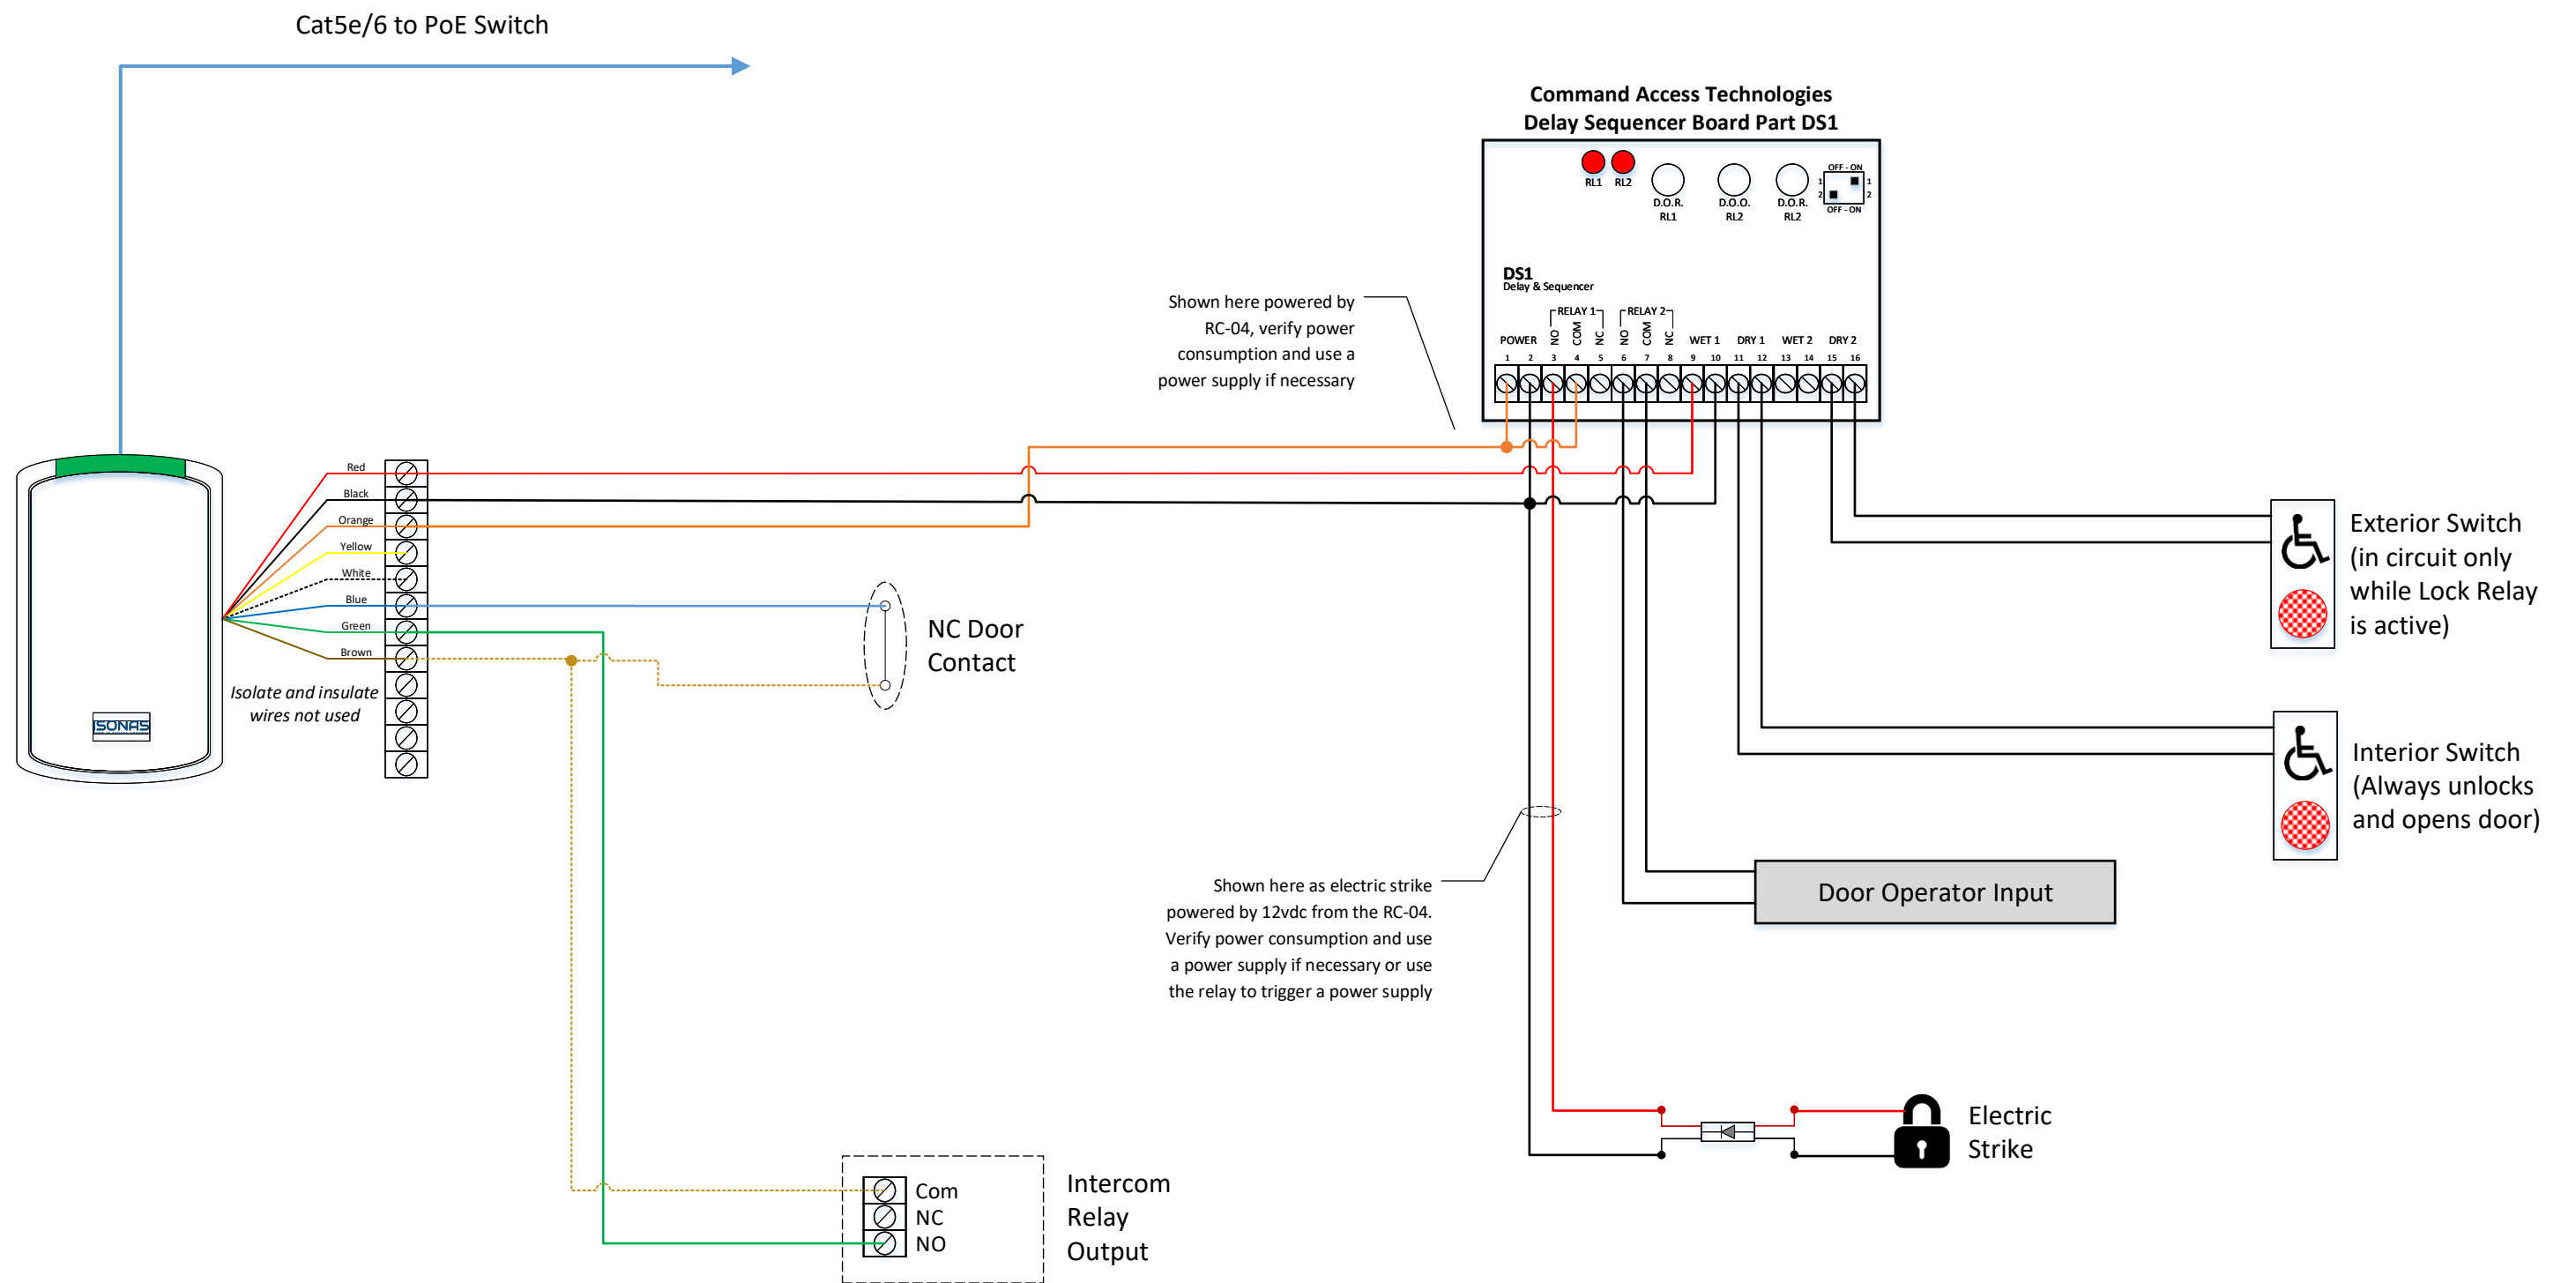 Cat5e/6 to PoE Switch
Command Access Technologies
Delay Sequencer Board Part DS1
RL1 RL2
D.O.R.
RL1
D.O.O.
RL2
D.O.R.
RL2
OFF - ON
1 1
2 2
OFF - ON
DS1
Delay & Sequencer
RELAY 1 RELAY 2
POWER NO COM NC NO COM NC WET 1 DRY 1 WET 2 DRY 2
1 2 3 4 5 6 7 8 9 10 11 12 13 14 15 16
Shown here powered by
RC-04, verify power
consumption and use a
power supply if necessary
Red
Black
Orange
Yellow
White
Blue
Green
Brown
Isolate and insulate
wires not used
ISONAS
NC Door
Contact
Exterior Switch
(in circuit only
while Lock Relay
is active)
Interior Switch
(Always unlocks
and opens door)
Door Operator Input
Shown here as electric strike
powered by 12vdc from the RC-04.
Verify power consumption and use
a power supply if necessary or use
the relay to trigger a power supply
Electric
Strike
Com
NC
NO
Intercom
Relay
Output